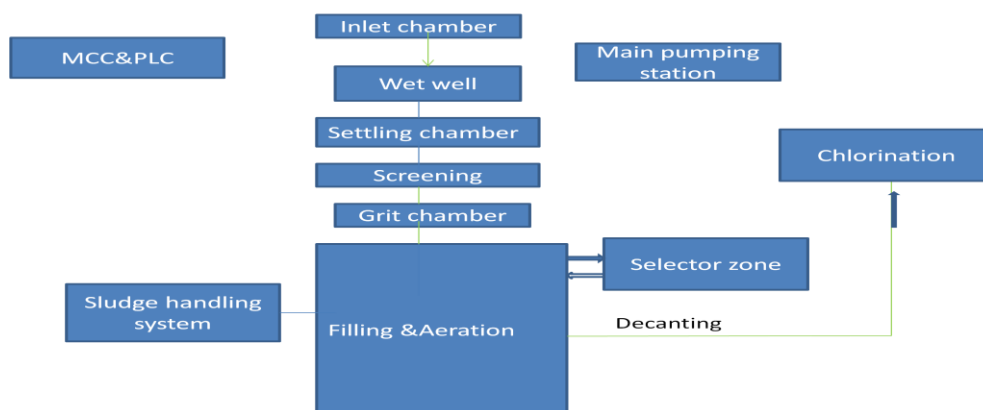 Inlet chamber
MCC&PLC
Main pumping
station
Wet well
Settling chamber
Chlorination
Screening
Grit chamber
Selector zone
Sludge handling
system
Filling &Aeration
Decanting